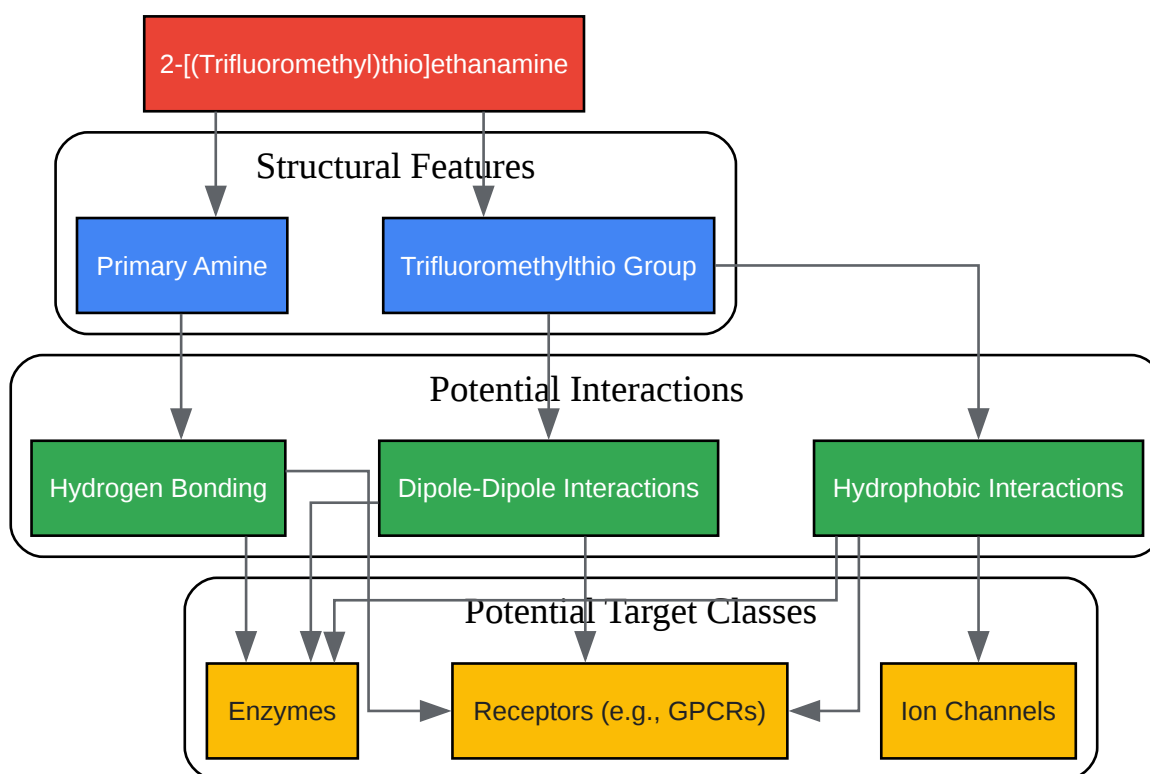 2-[(Trifluoromethyl)thio]ethanamine
Structural Features
Primary Amine
Trifluoromethylthio Group
Potential Interactions
Hydrogen Bonding
Dipole-Dipole Interactions
Hydrophobic Interactions
Potential Target Classes
Enzymes
Receptors (e.g., GPCRs)
Ion Channels